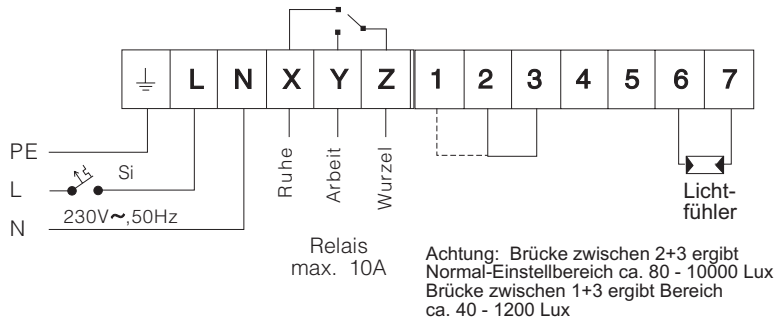 L N X Y Z 1 2 3 4 5 6 7
PE
L
Si
N
230V~,50Hz
Ruhe
Arbeit
Wurzel
Relais
max. 10A
Licht-
fühler
Achtung: Brücke zwischen 2+3 ergibt
Normal-Einstellbereich ca. 80 - 10000 Lux
Brücke zwischen 1+3 ergibt Bereich
ca. 40 - 1200 Lux